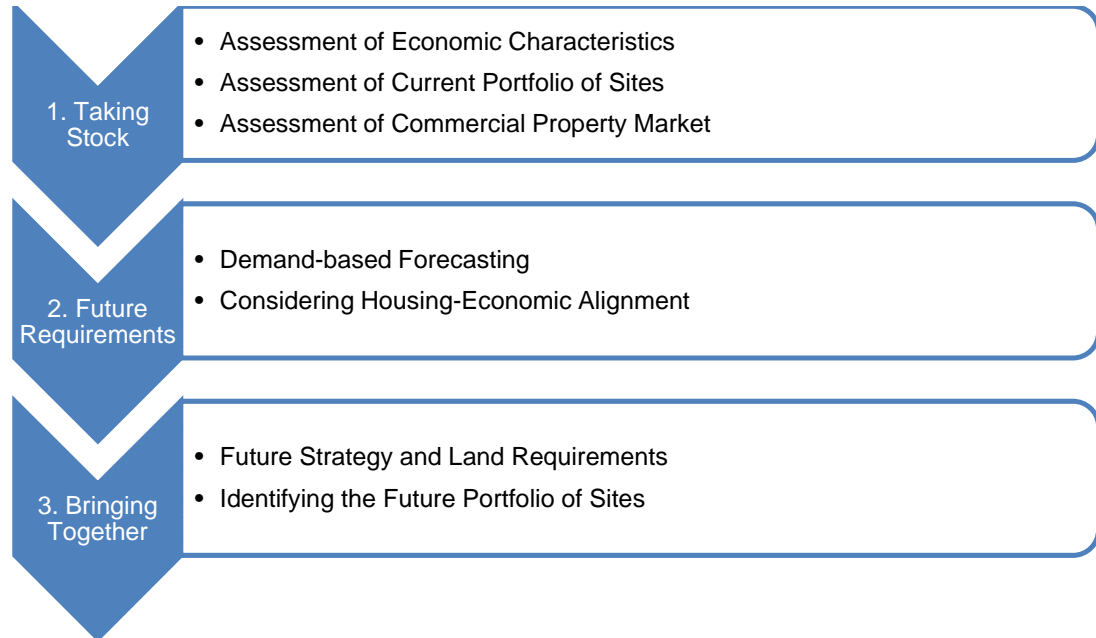 1. Taking
Stock
• Assessment of Economic Characteristics
• Assessment of Current Portfolio of Sites
• Assessment of Commercial Property Market
2. Future
Requirements
• Demand-based Forecasting
• Considering Housing-Economic Alignment
3. Bringing
Together
• Future Strategy and Land Requirements
• Identifying the Future Portfolio of Sites